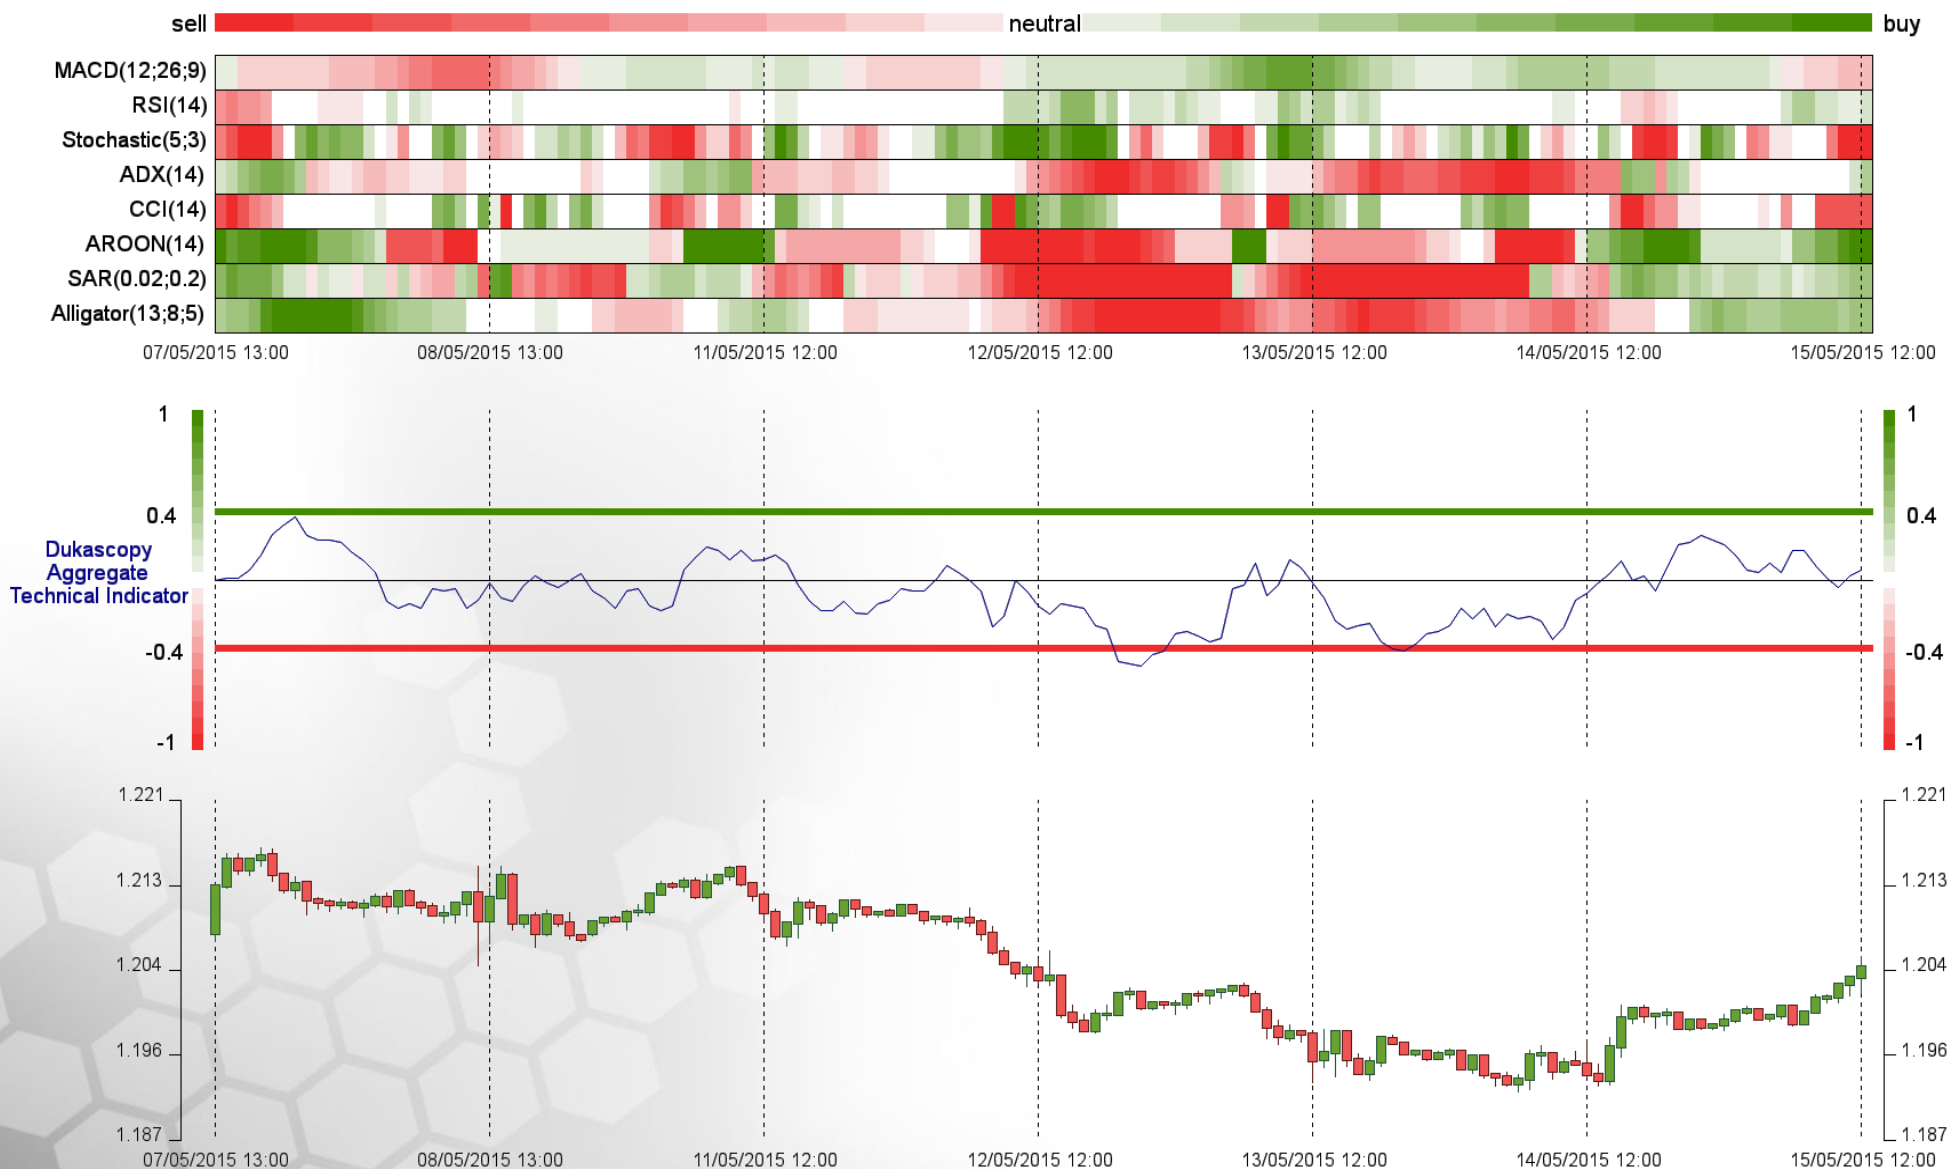 sell neutral buy
MACD(12;26;9)
RSI(14)
Stochastic(5;3)
ADX(14)
CCI(14)
AROON(14)
SAR(0.02;0.2)
Alligator(13;8;5)
07/05/2015 13:00 08/05/2015 13:00 11/05/2015 12:00 12/05/2015 12:00 13/05/2015 12:00 14/05/2015 12:00 15/05/2015 12:00
1 1
0.4 0.4
Dukascopy
Aggregate
Technical Indicator
-0.4 -0.4
-1 -1
1.221 1.221
1.213 1.213
1.204 1.204
1.196 1.196
1.187 1.187
07/05/2015 13:00 08/05/2015 13:00 11/05/2015 12:00 12/05/2015 12:00 13/05/2015 12:00 14/05/2015 12:00 15/05/2015 12:00